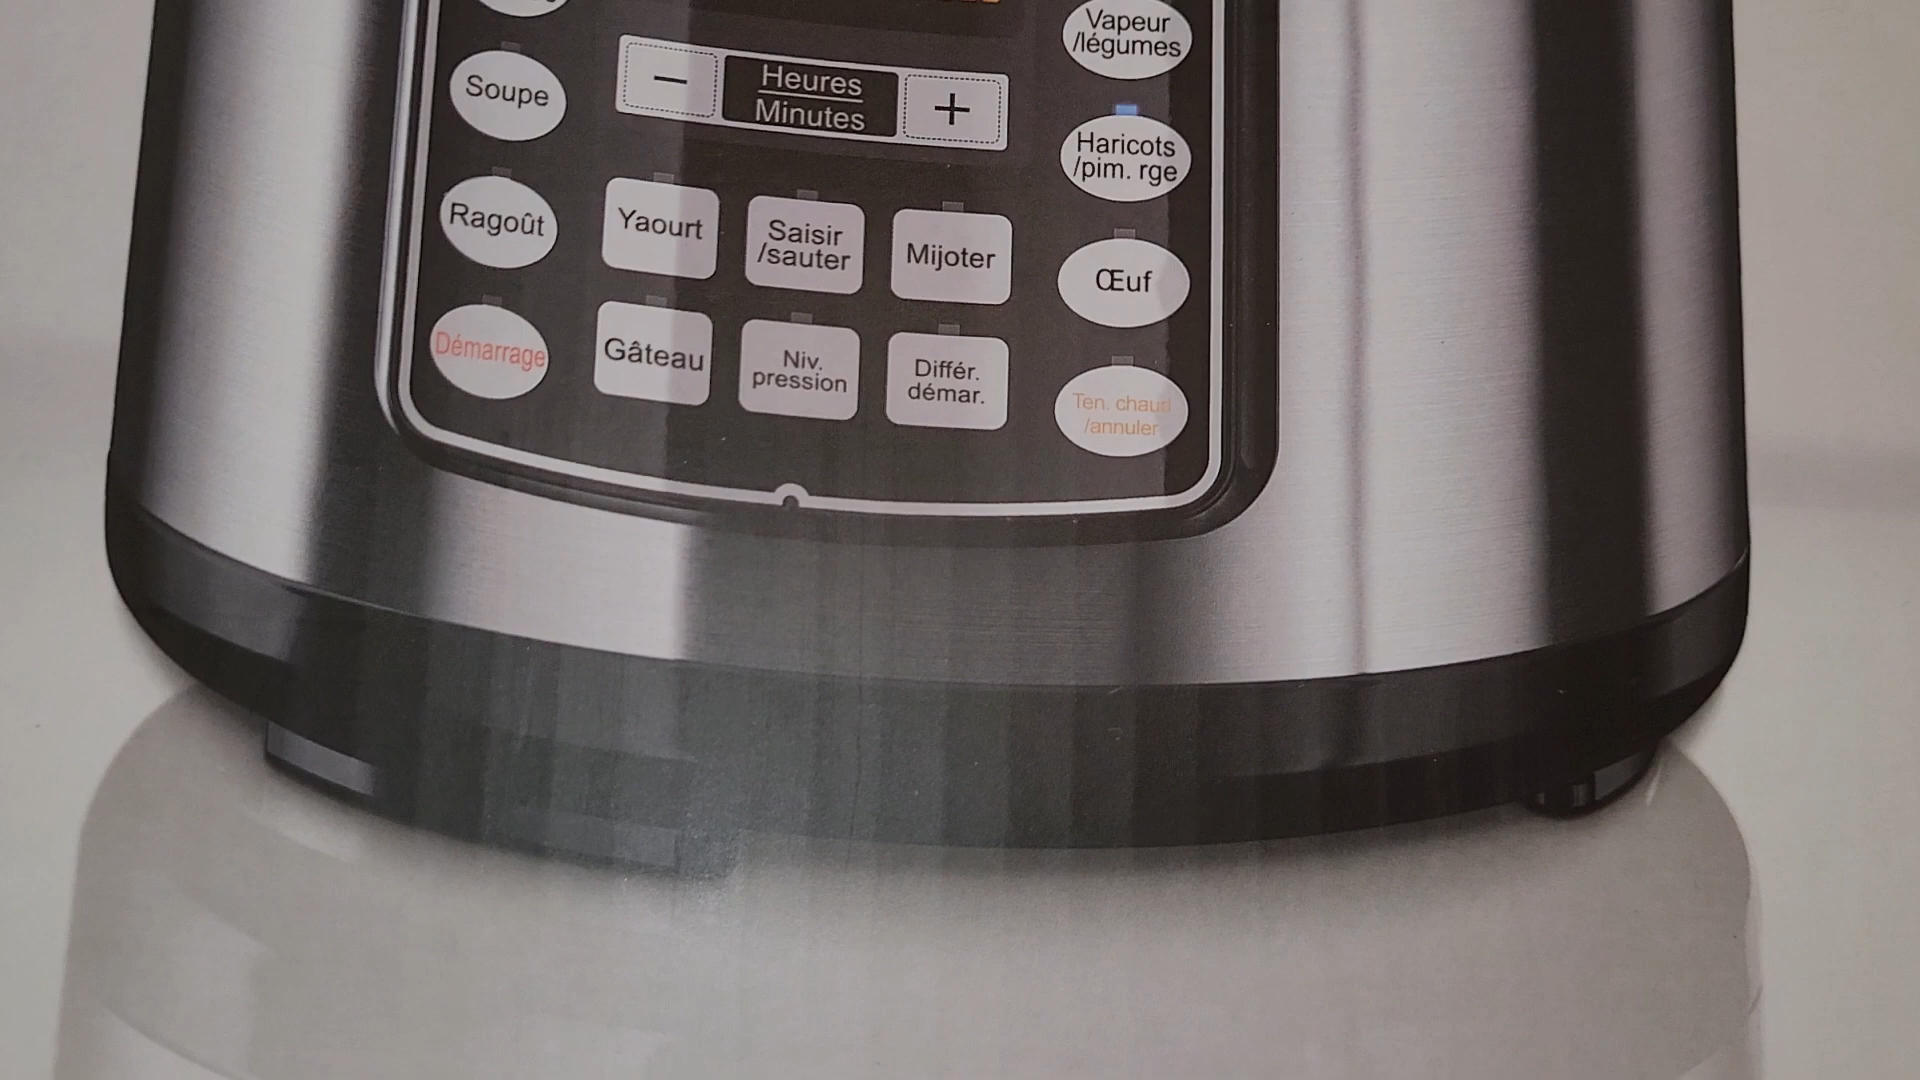 Vapeur
/légumes
Soupe
−
Heures
Minutes
+
Haricots
/pim. rge
Ragoût
Yaourt
Saisir
/sauter
Mijoter
Œuf
Démarrage
Gâteau
Niv.
pression
Différ.
démar.
Ten. chaud
/annuler